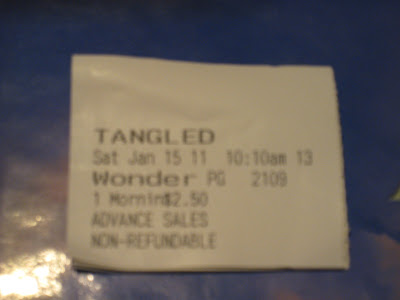 TANGLED
Sat Jan 15 11 10:10am 13
Wonder PG 2109
1 Mornin$2.50
ADVANCE SALES
NON-REFUNDABLE